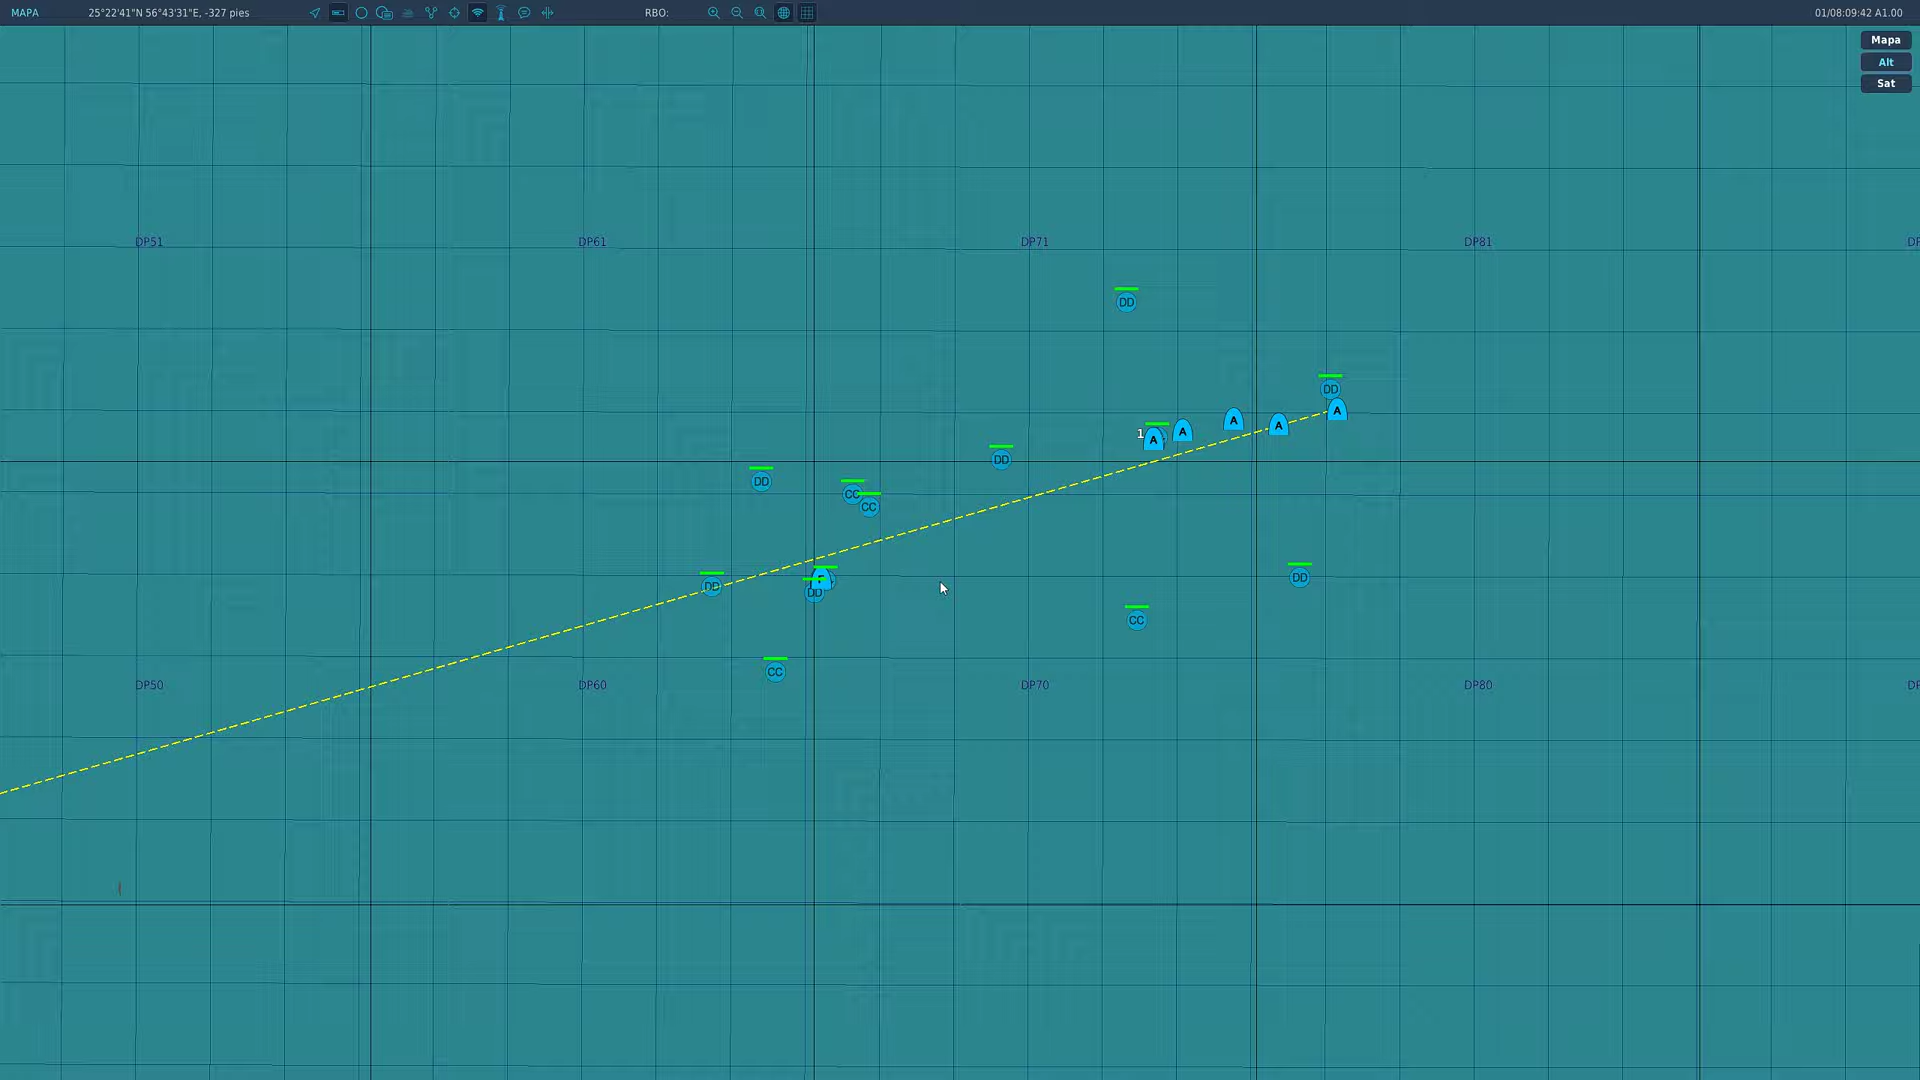 MAPA 25°22'41"N 56°43'31"E, -327 pies RBO: 01/08:09:42 A1.00
Mapa
Alt
Sat
DP51 DP61 DP71 DP81 DP
DD
DD
A A A A
1 A
DD
DD
CC
CC
DD
DD
DD
CC
CC
DP50 DP60 DP70 DP80 DP